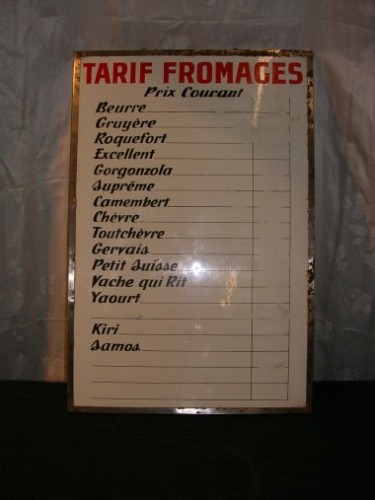 TARIF FROMAGES
Prix Courant
Beurre
Gruyère
Roquefort
Excellent
Gorgonzola
Suprême
Camembert
Chèvre
Toutchèvre
Gervais
Petit Suisse
Vache qui Rit
Yaourt
Kiri
Samos